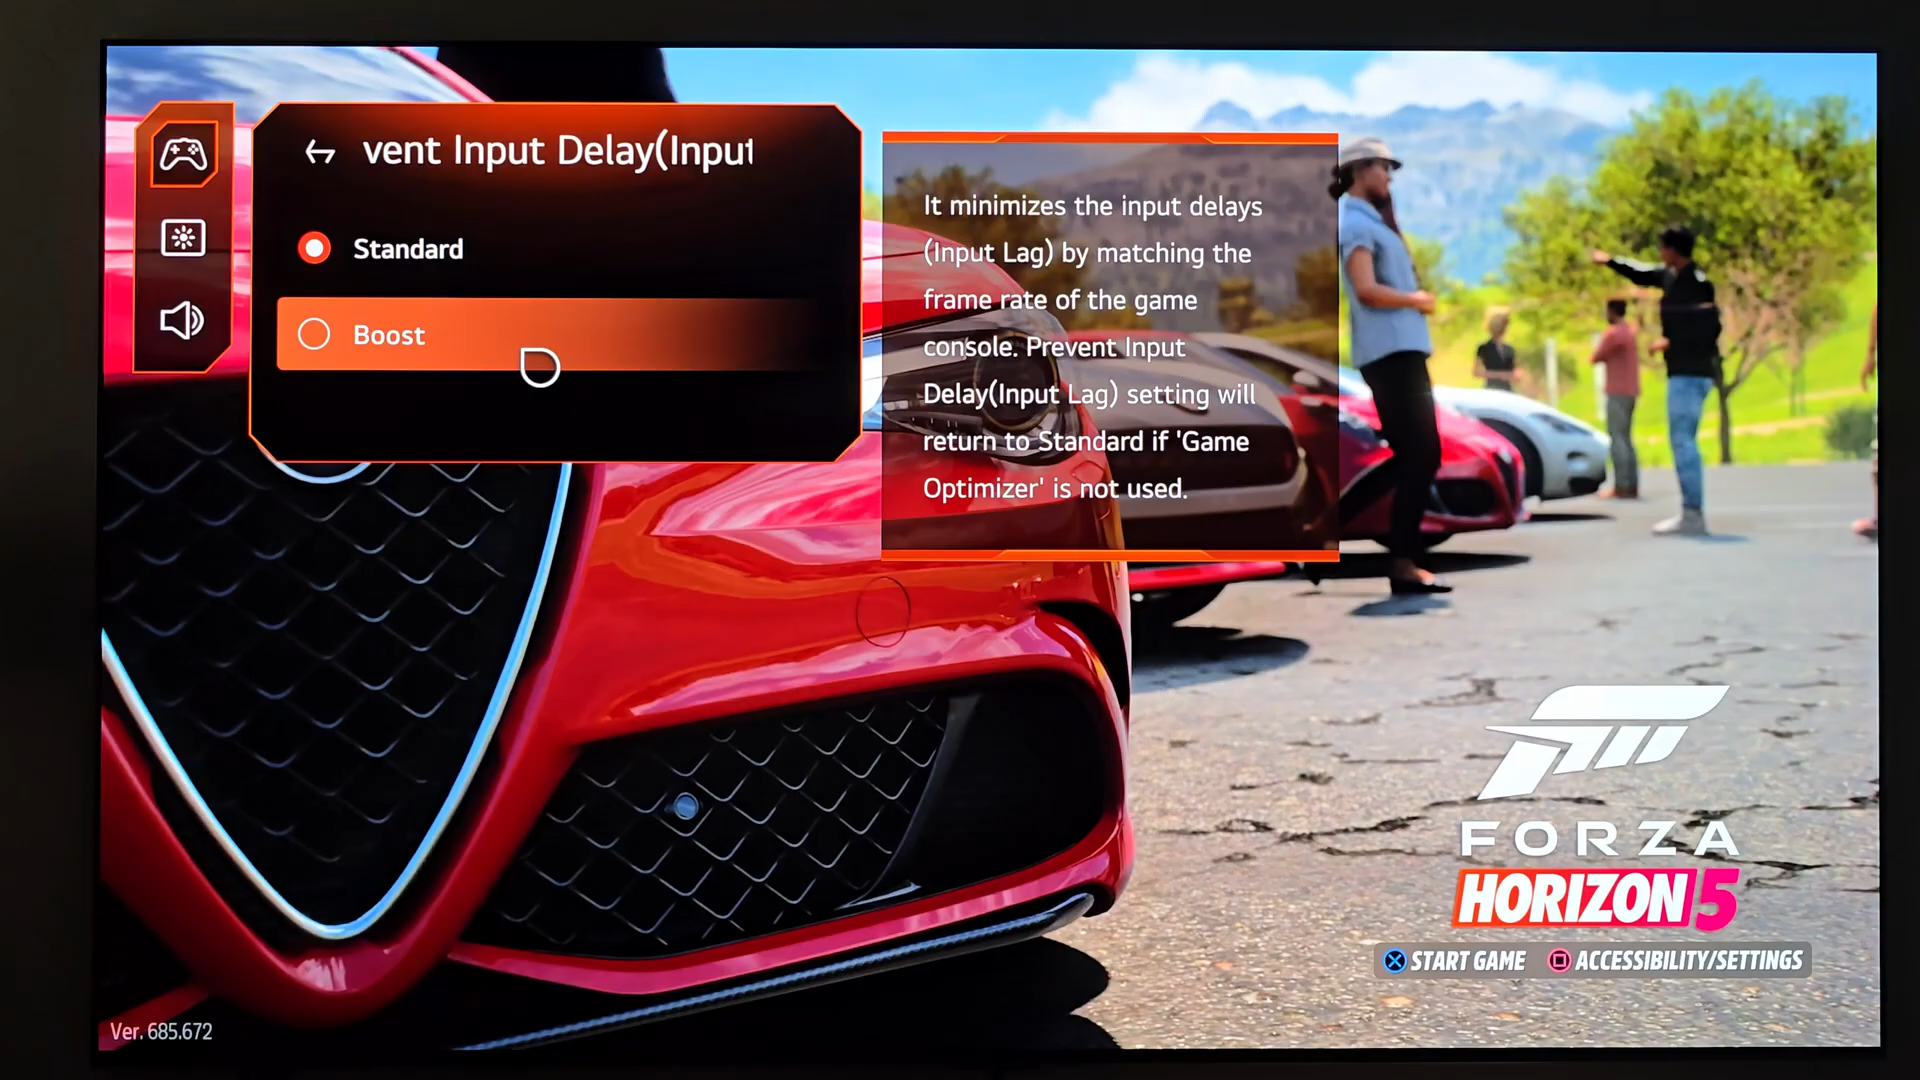 vent Input Delay(Input
Standard
Boost
It minimizes the input delays
(Input Lag) by matching the
frame rate of the game
console. Prevent Input
Delay(Input Lag) setting will
return to Standard if 'Game
Optimizer' is not used.
FORZA
HORIZON 5
START GAME ACCESSIBILITY/SETTINGS
Ver. 685.672